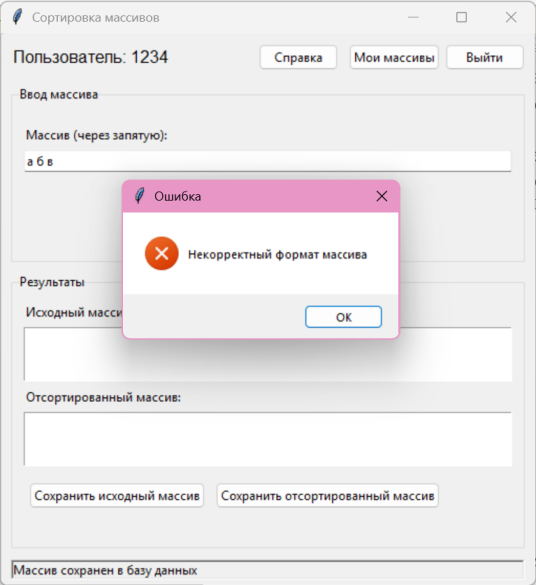 Сортировка массивов
Пользователь: 1234
Справка
Мои массивы
Выйти
Ввод массива
Массив (через запятую):
а б в
Ошибка
Некорректный формат массива
OK
Результаты
Исходный масси
Отсортированный массив:
Сохранить исходный массив
Сохранить отсортированный массив
Массив сохранен в базу данных